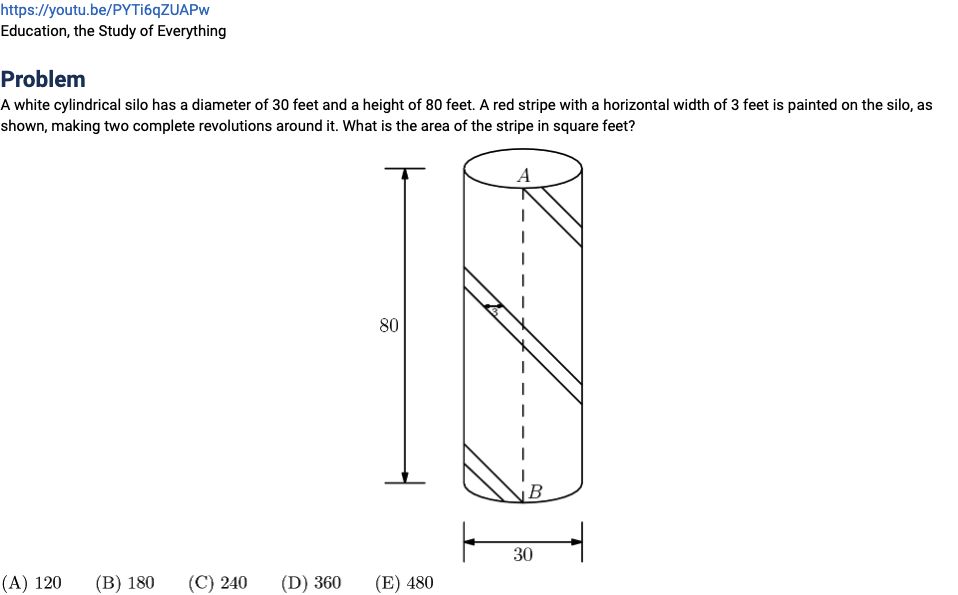 https://youtu.be/PYTi6qZUAPw
Education, the Study of Everything
Problem
A white cylindrical silo has a diameter of 30 feet and a height of 80 feet. A red stripe with a horizontal width of 3 feet is painted on the silo, as
shown, making two complete revolutions around it. What is the area of the stripe in square feet?
A
3
80
B
30
(A) 120 (B) 180 (C) 240 (D) 360 (E) 480